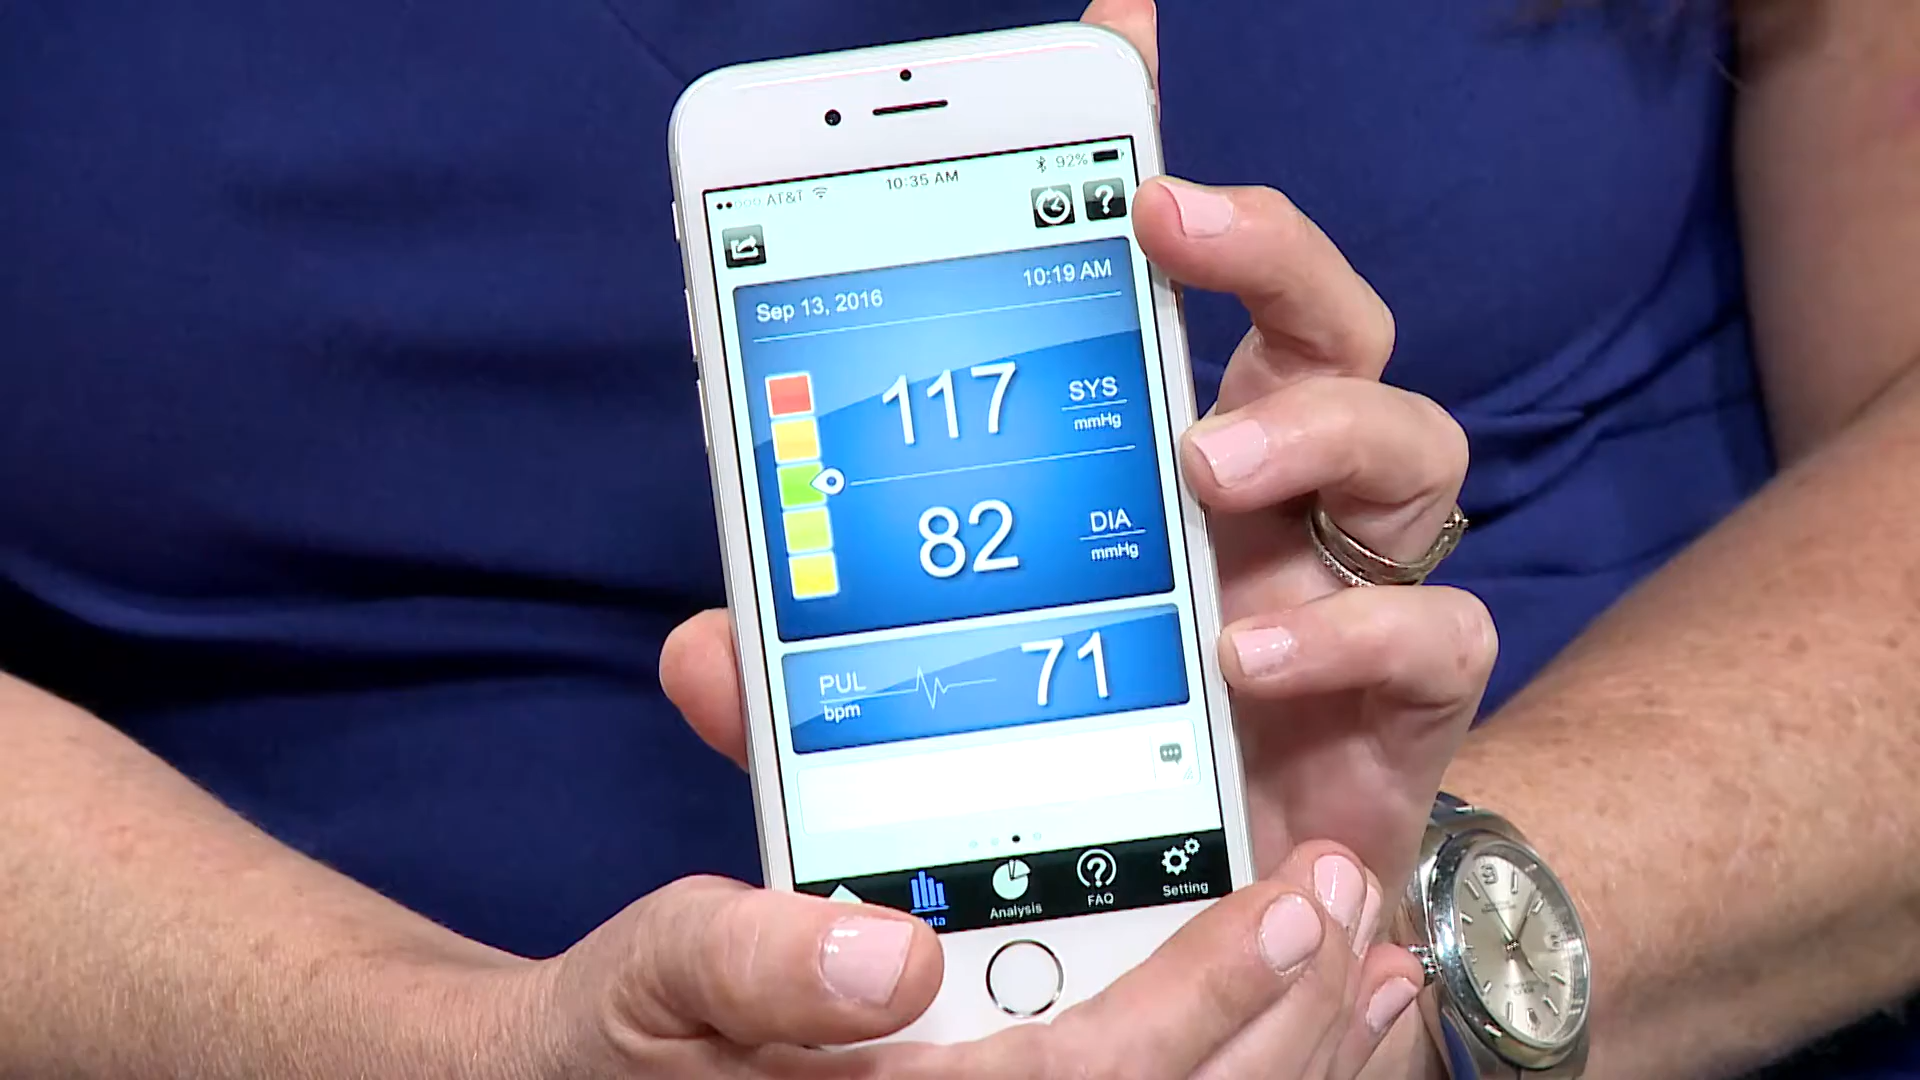 AT&T 10:35 AM 92%
?
Sep 13, 2016 10:19 AM
117 SYS
mmHg
82 DIA
mmHg
PUL 71
bpm
Analysis
?
FAQ
Setting